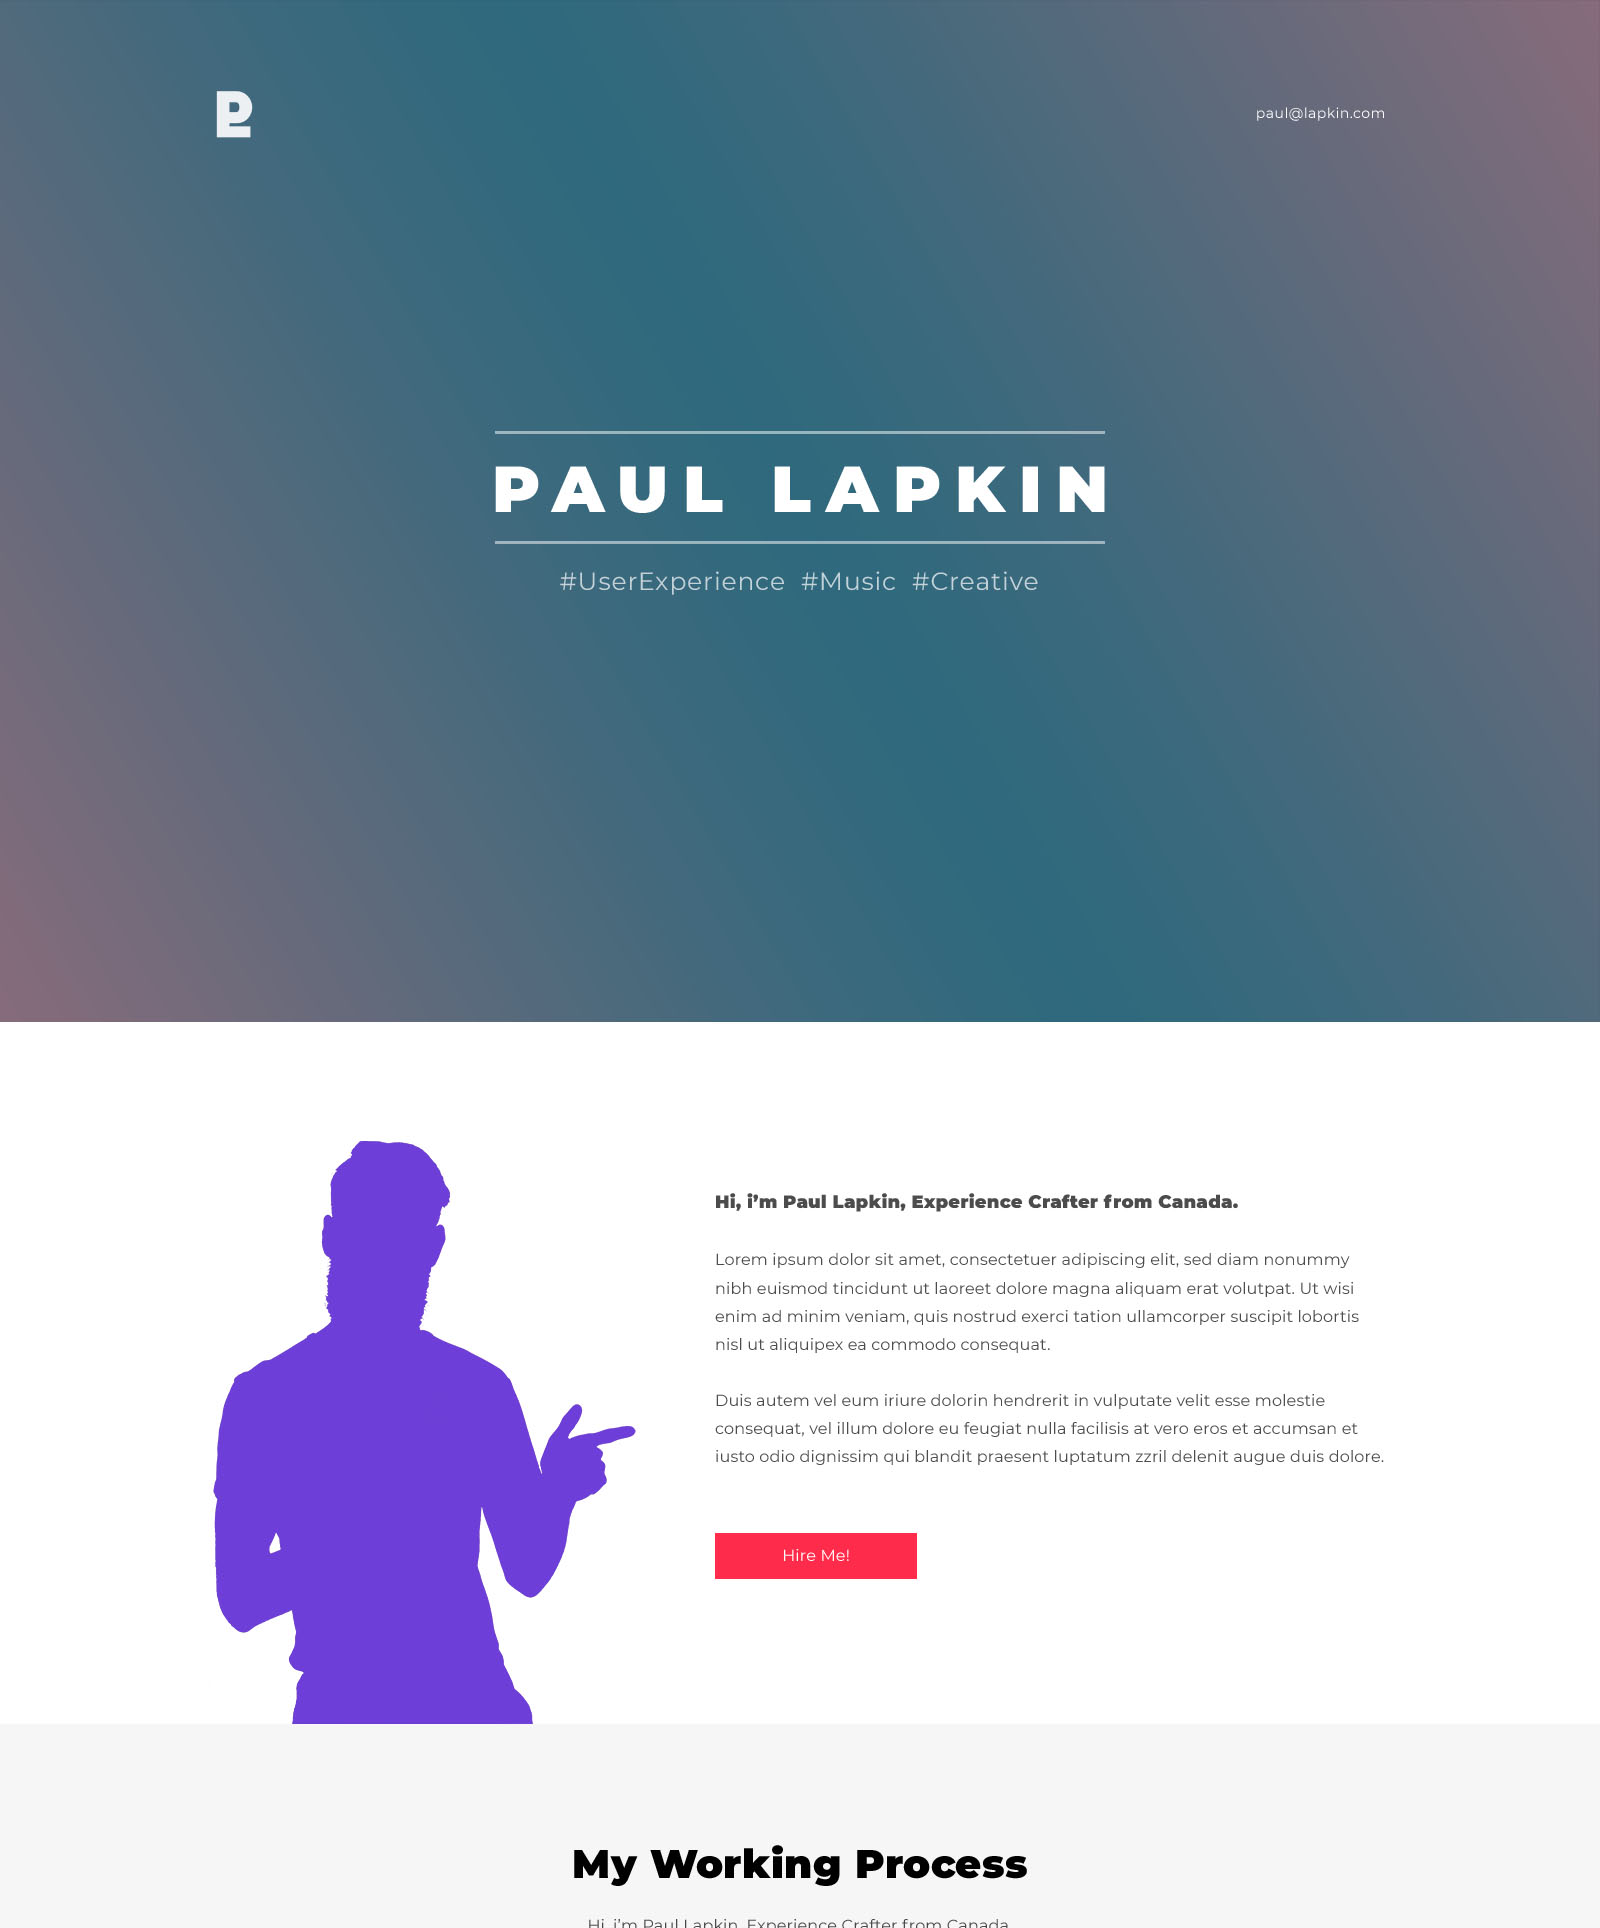 paul@lapkin.com
PAUL LAPKIN
#UserExperience #Music #Creative
Hi, i’m Paul Lapkin, Experience Crafter from Canada.
Lorem ipsum dolor sit amet, consectetuer adipiscing elit, sed diam nonummy
nibh euismod tincidunt ut laoreet dolore magna aliquam erat volutpat. Ut wisi
enim ad minim veniam, quis nostrud exerci tation ullamcorper suscipit lobortis
nisl ut aliquipex ea commodo consequat.
Duis autem vel eum iriure dolorin hendrerit in vulputate velit esse molestie
consequat, vel illum dolore eu feugiat nulla facilisis at vero eros et accumsan et
iusto odio dignissim qui blandit praesent luptatum zzril delenit augue duis dolore.
Hire Me!
My Working Process
Hi, i’m Paul Lapkin, Experience Crafter from Canada.